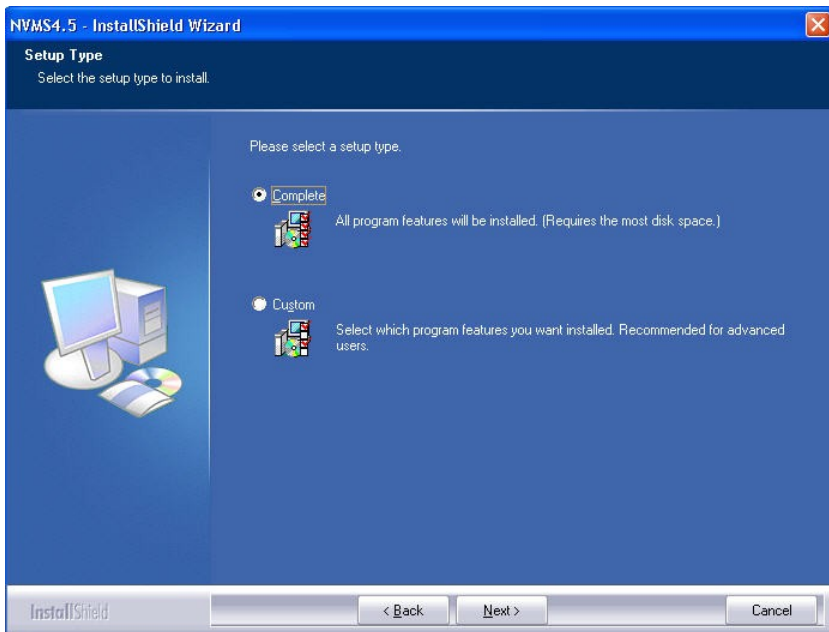 NVMS4.5 - InstallShield Wizard
Setup Type
Select the setup type to install.
Please select a setup type.
Complete
All program features will be installed. (Requires the most disk space.)
Custom
Select which program features you want installed. Recommended for advanced
users.
InstallShield
< Back
Next >
Cancel